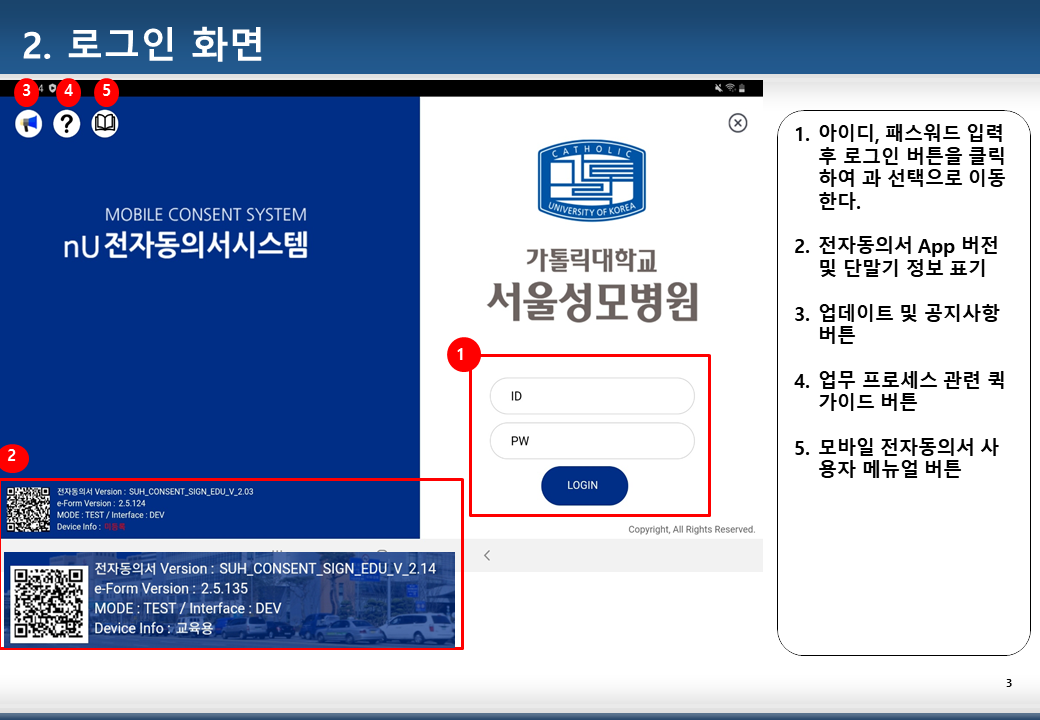 2. 로그인 화면
3
4
5
MOBILE CONSENT SYSTEM
nU 전자동의서시스템
CATHOLIC
UNIVERSITY OF KOREA
가톨릭대학교
서울성모병원
1
ID
PW
LOGIN
Copyright, All Rights Reserved.
2
전자동의서 Version : SUH_CONSENT_SIGN_EDU_V_2.03
e-Form Version : 2.5.124
MODE : TEST / Interface : DEV
Device Info : 미등록
전자동의서 Version : SUH_CONSENT_SIGN_EDU_V_2.14
e-Form Version : 2.5.135
MODE : TEST / Interface : DEV
Device Info : 교육용
1. 아이디, 패스워드 입력
후 로그인 버튼을 클릭
하여 과 선택으로 이동
한다.
2. 전자동의서 App 버전
및 단말기 정보 표기
3. 업데이트 및 공지사항
버튼
4. 업무 프로세스 관련 퀵
가이드 버튼
5. 모바일 전자동의서 사
용자 메뉴얼 버튼
3